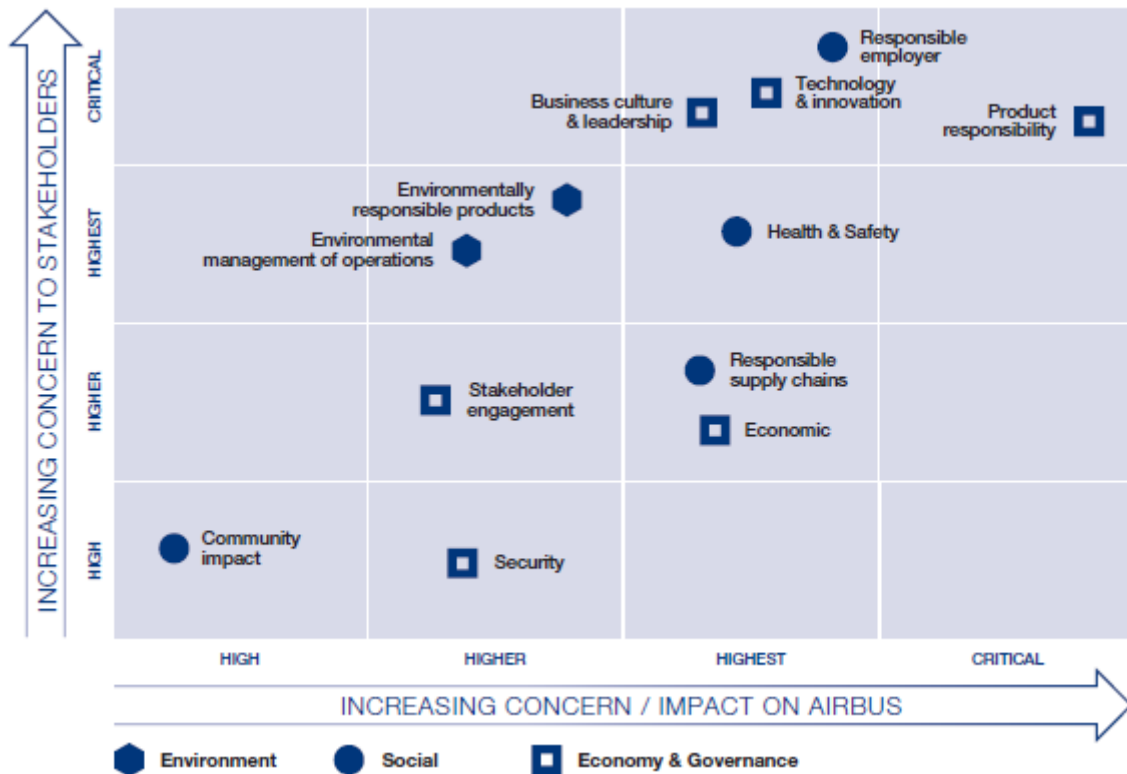 INCREASING CONCERN TO STAKEHOLDERS
CRITICAL
HIGHEST
HIGHER
HIGH
Responsible
employer
Technology
& innovation
Business culture
& leadership
Product
responsibility
Environmentally
responsible products
Environmental
management of operations
Health & Safety
Responsible
supply chains
Stakeholder
engagement
Economic
Community
impact
Security
HIGH
HIGHER
HIGHEST
CRITICAL
INCREASING CONCERN / IMPACT ON AIRBUS
Environment
Social
Economy & Governance